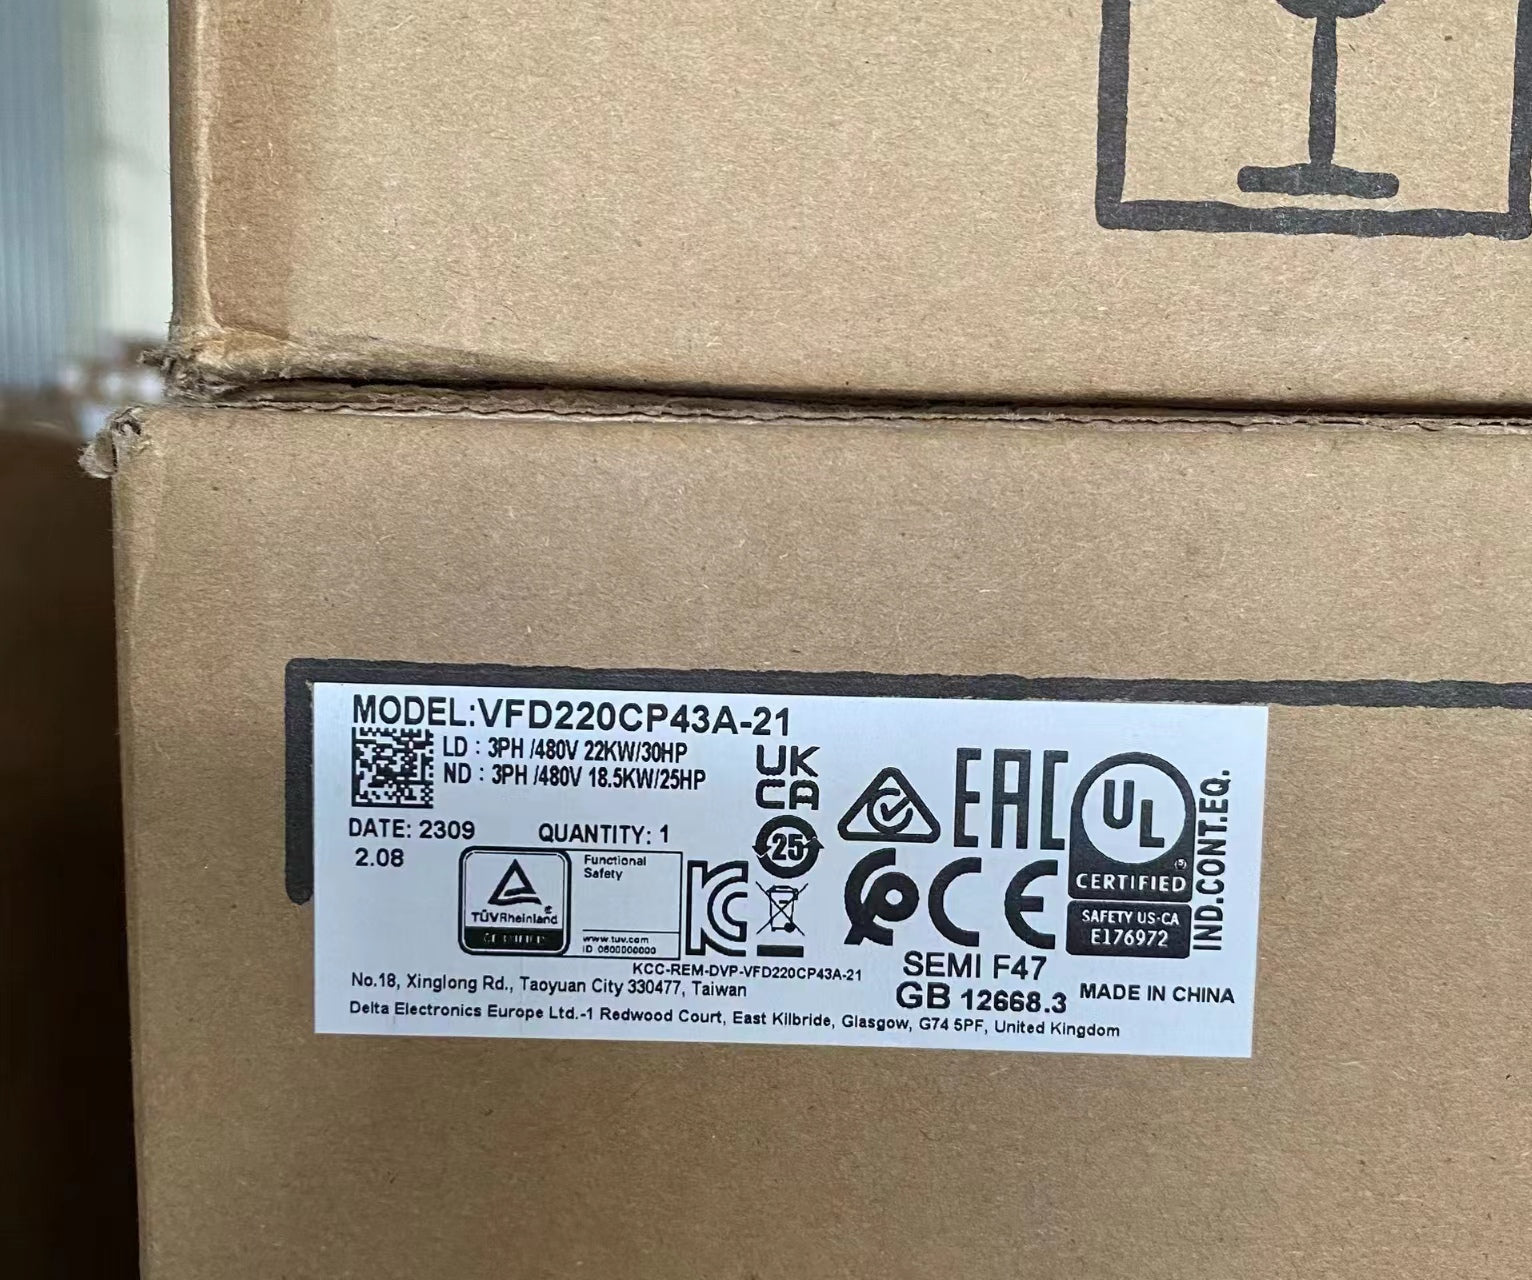 MODEL:VFD220CP43A-21
LD : 3PH /480V 22KW/30HP
ND : 3PH /480V 18.5KW/25HP
DATE: 2309 QUANTITY: 1
2.08
UK
CA
25
EAC
UL
CERTIFIED
SAFETY US-CA
E176972
IND.CONT.EQ.
TÜVRheinland
Functional
Safety
www.tuv.com
ID 0600000000
KC
CE
KCC-REM-DVP-VFD220CP43A-21
SEMI F47
GB 12668.3
MADE IN CHINA
No.18, Xinglong Rd., Taoyuan City 330477, Taiwan
Delta Electronics Europe Ltd.-1 Redwood Court, East Kilbride, Glasgow, G74 5PF, United Kingdom